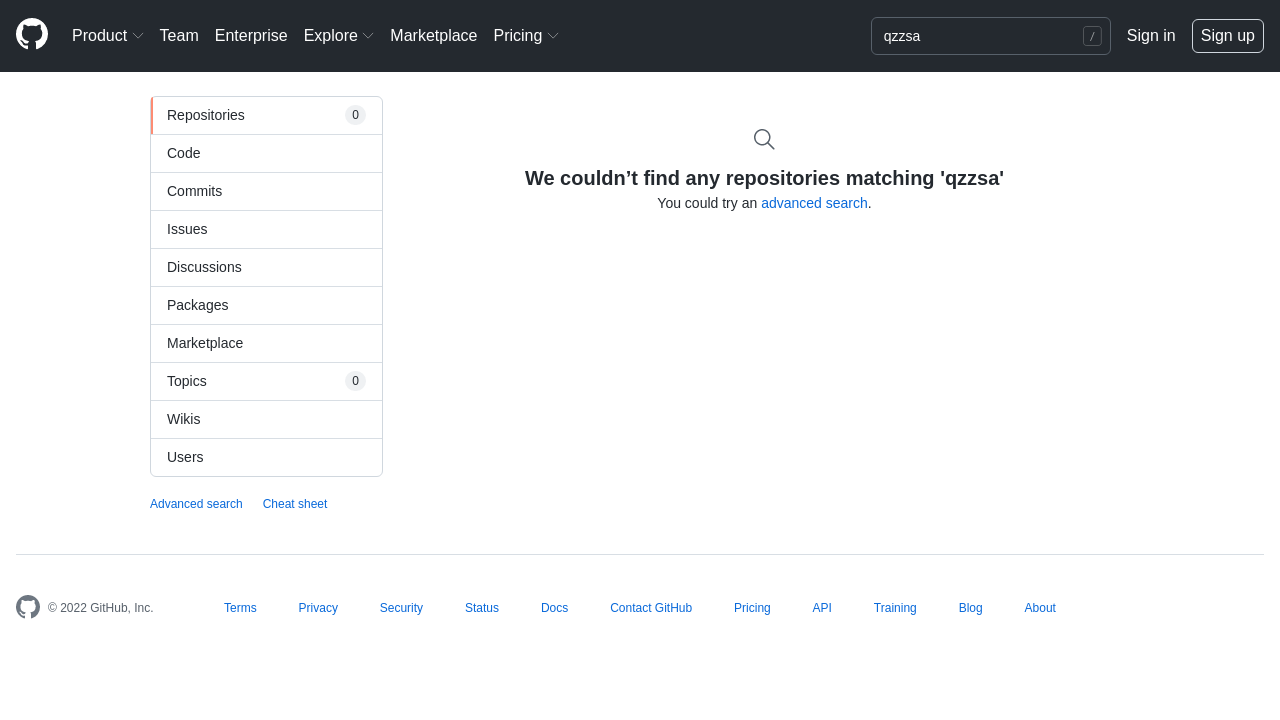 Product Team Enterprise Explore Marketplace Pricing qzzsa / Sign in Sign up
Repositories 0
Code
Commits
Issues
Discussions
Packages
Marketplace
Topics 0
Wikis
Users
Advanced search Cheat sheet
We couldn’t find any repositories matching 'qzzsa'
You could try an advanced search.
© 2022 GitHub, Inc. Terms Privacy Security Status Docs Contact GitHub Pricing API Training Blog About